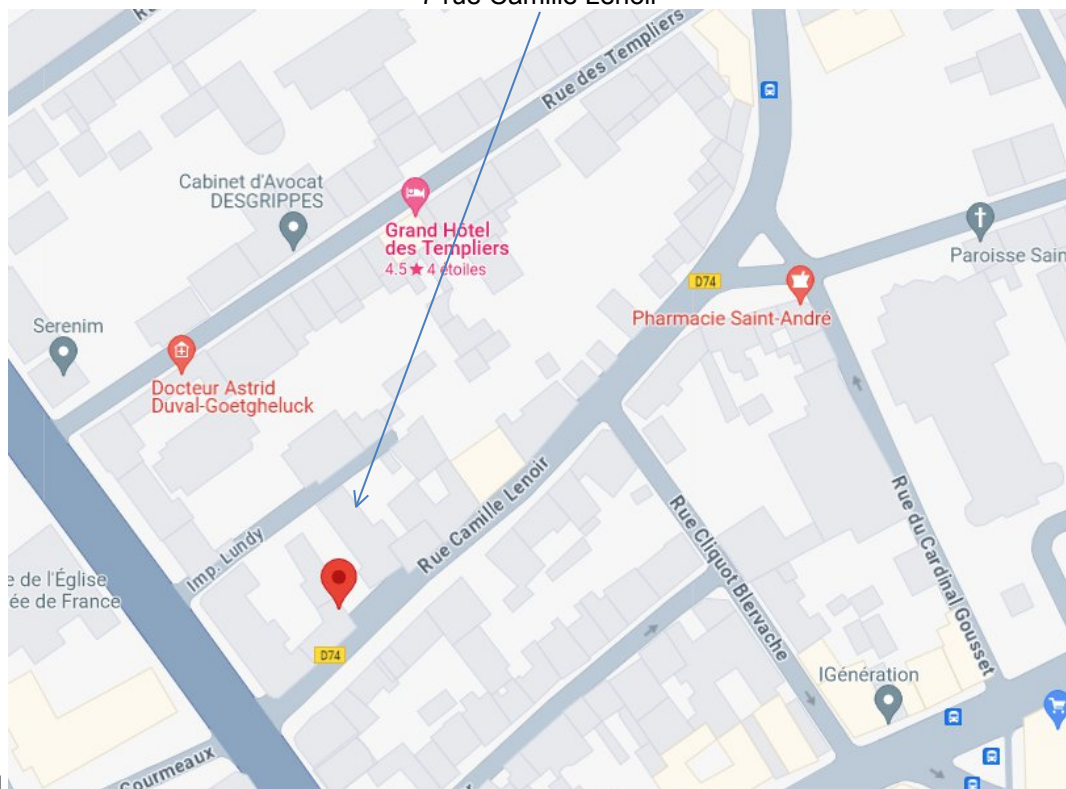 7 rue Camille Lenoir
Rue des Templiers
Cabinet d'Avocat
DESGRIPPES
Grand Hôtel
des Templiers
4.5★ 4 étoiles
Paroisse Sain
D74
Pharmacie Saint-André
Serenim
Docteur Astrid
Duval-Goetgheluck
Rue Camille Lenoir
Imp. Lundy
Rue Cliquot Blervache
Rue du Cardinal Gousset
e de l'Église
ée de France
D74
IGénération
Courmeaux